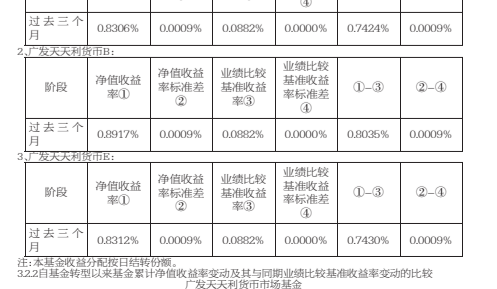 ④
过去三个月 0.8306% 0.0009% 0.0882% 0.0000% 0.7424% 0.0009%
2、广发天天利货币B:
阶段 净值收益率① 净值收益率标准差② 业绩比较基准收益率③ 业绩比较基准收益率标准差④ ①-③ ②-④
过去三个月 0.8917% 0.0009% 0.0882% 0.0000% 0.8035% 0.0009%
3、广发天天利货币E:
阶段 净值收益率① 净值收益率标准差② 业绩比较基准收益率③ 业绩比较基准收益率标准差④ ①-③ ②-④
过去三个月 0.8312% 0.0009% 0.0882% 0.0000% 0.7430% 0.0009%
注:本基金收益分配按日结转份额。
3.2.2自基金转型以来基金累计净值收益率变动及其与同期业绩比较基准收益率变动的比较
广发天天利货币市场基金